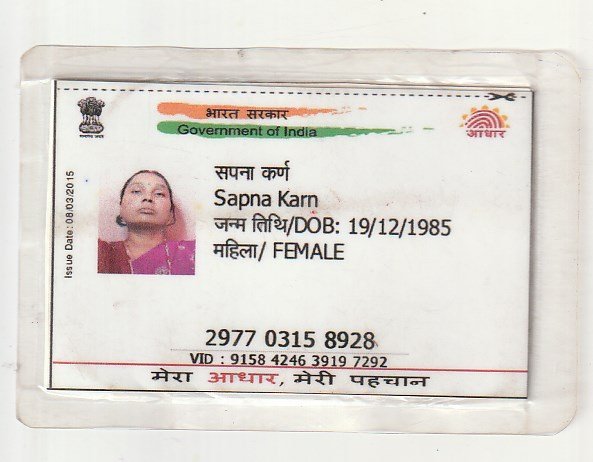 भारत सरकार
Government of India
आधार
Issue Date: 08/03/2015
सपना कर्ण
Sapna Karn
जन्म तिथि/DOB: 19/12/1985
महिला/ FEMALE
2977 0315 8928
VID : 9158 4246 3919 7292
मेरा आधार, मेरी पहचान